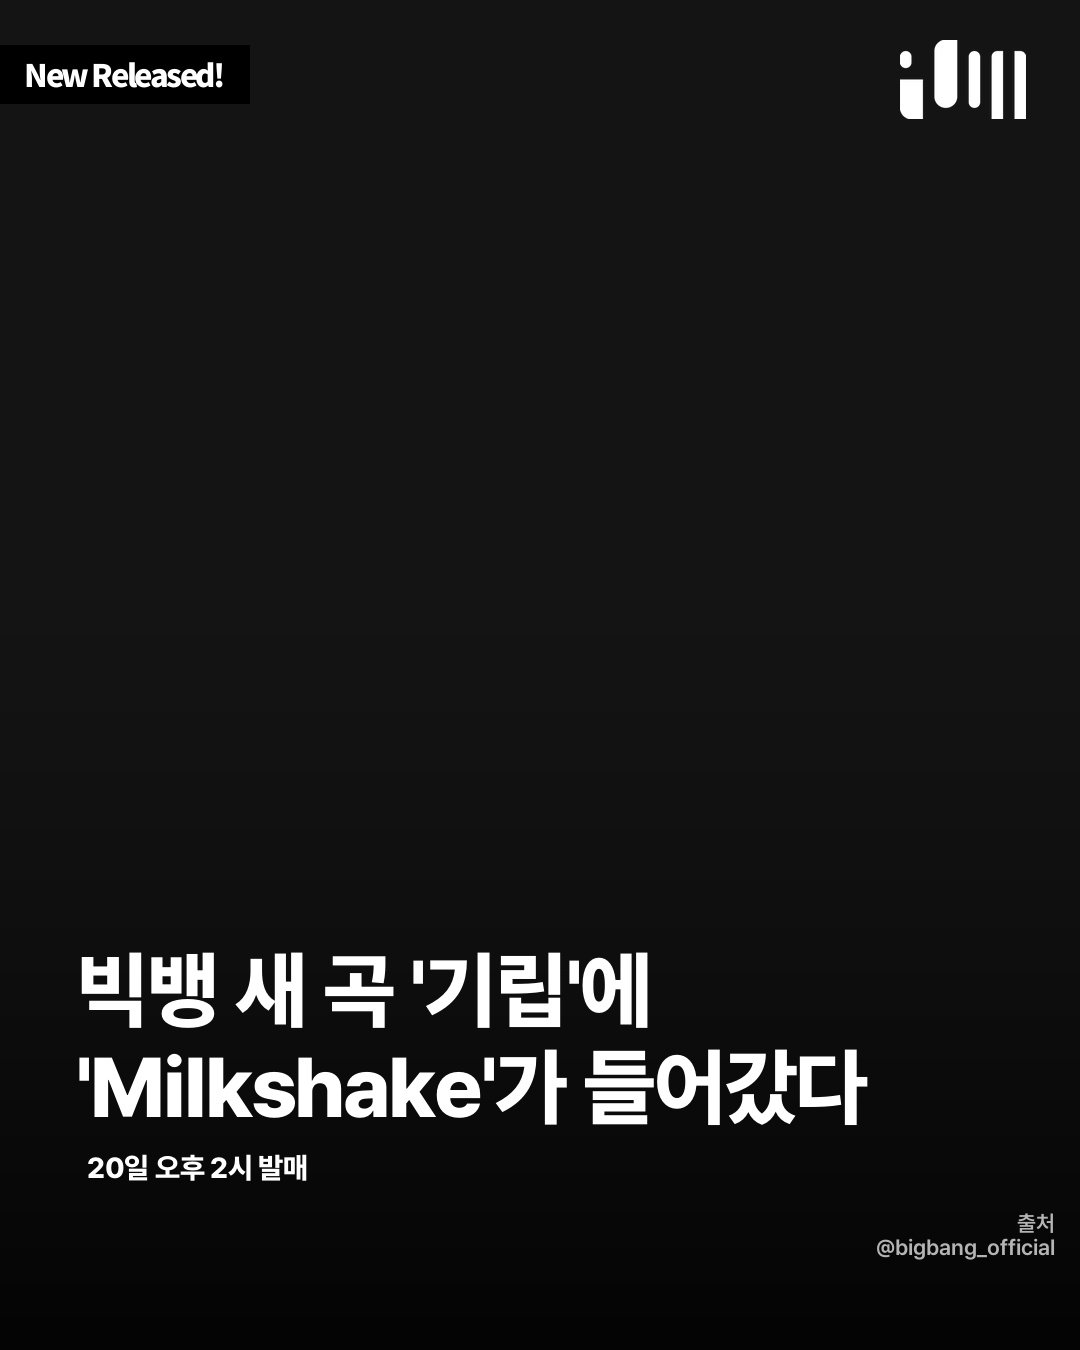 New Released!
빅뱅 새 곡 '기립'에
'Milkshake'가 들어갔다
20일 오후 2시 발매
출처
@bigbang_official